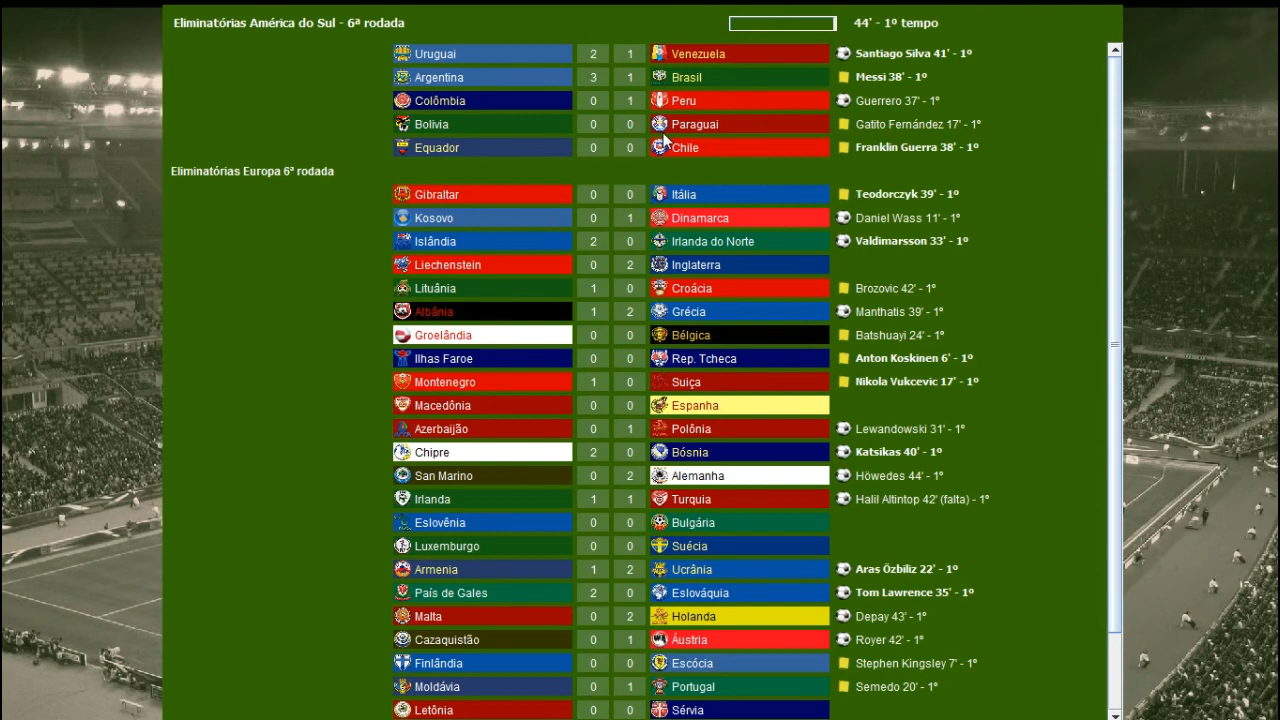 Eliminatórias América do Sul - 6ª rodada 44' - 1º tempo
Uruguai 2 1 Venezuela Santiago Silva 41' - 1º
Argentina 3 1 Brasil Messi 38' - 1º
Colômbia 0 1 Peru Guerrero 37' - 1º
Bolivia 0 0 Paraguai Gatito Fernández 17' - 1º
Equador 0 0 Chile Franklin Guerra 38' - 1º
Eliminatórias Europa 6ª rodada
Gibraltar 0 0 Itália Teodorczyk 39' - 1º
Kosovo 0 1 Dinamarca Daniel Wass 11' - 1º
Islândia 2 0 Irlanda do Norte Valdimarsson 33' - 1º
Liechenstein 0 2 Inglaterra
Lituânia 1 0 Croácia Brozovic 42' - 1º
Albânia 1 2 Grécia Manthatis 39' - 1º
Groelândia 0 0 Bélgica Batshuayi 24' - 1º
Ilhas Faroe 0 0 Rep. Tcheca Anton Koskinen 6' - 1º
Montenegro 1 0 Suiça Nikola Vukcevic 17' - 1º
Macedônia 0 0 Espanha
Azerbaijão 0 1 Polônia Lewandowski 31' - 1º
Chipre 2 0 Bósnia Katsikas 40' - 1º
San Marino 0 2 Alemanha Höwedes 44' - 1º
Irlanda 1 1 Turquia Halil Altintop 42' (falta) - 1º
Eslovênia 0 0 Bulgária
Luxemburgo 0 0 Suécia
Armenia 1 2 Ucrânia Aras Özbiliz 22' - 1º
País de Gales 2 0 Eslováquia Tom Lawrence 35' - 1º
Malta 0 2 Holanda Depay 43' - 1º
Cazaquistão 0 1 Áustria Royer 42' - 1º
Finlândia 0 0 Escócia Stephen Kingsley 7' - 1º
Moldávia 0 1 Portugal Semedo 20' - 1º
Letônia 0 0 Sérvia